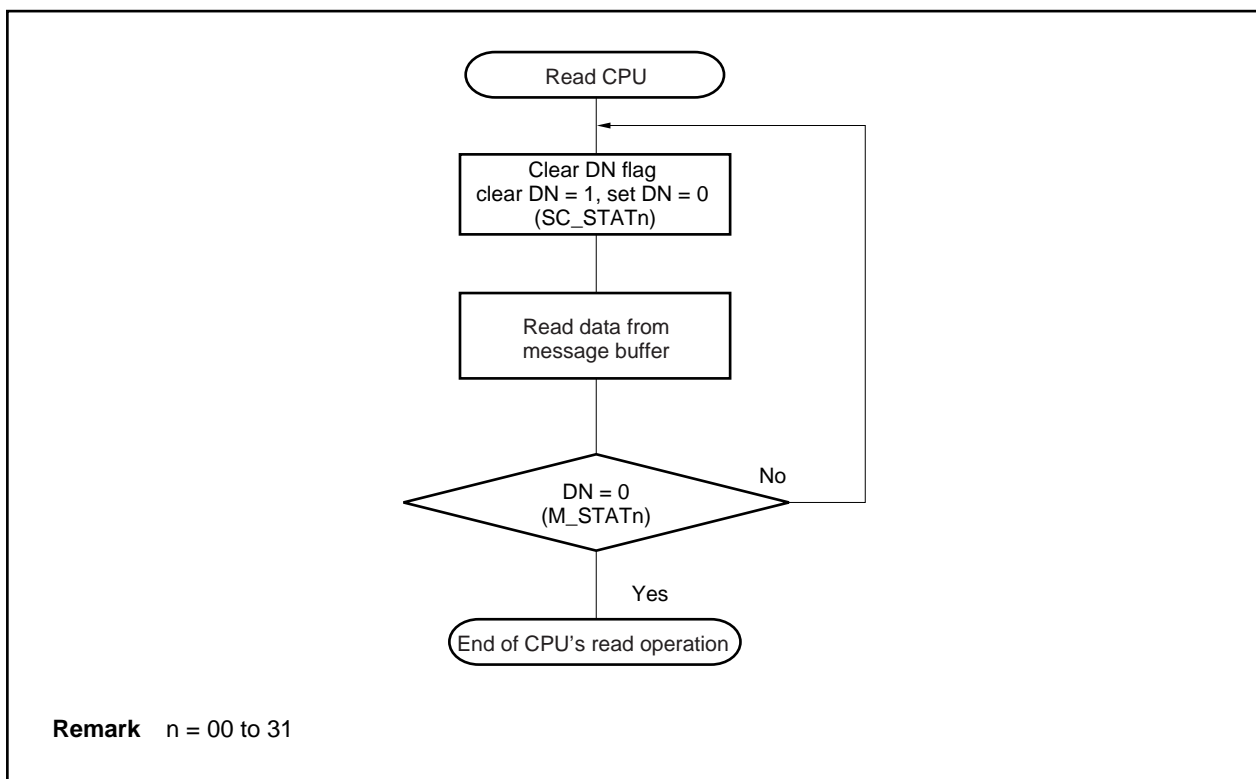 Read CPU
Clear DN flag
clear DN = 1, set DN = 0
(SC_STATn)
Read data from
message buffer
DN = 0
(M_STATn)
No
Yes
End of CPU's read operation
Remark n = 00 to 31